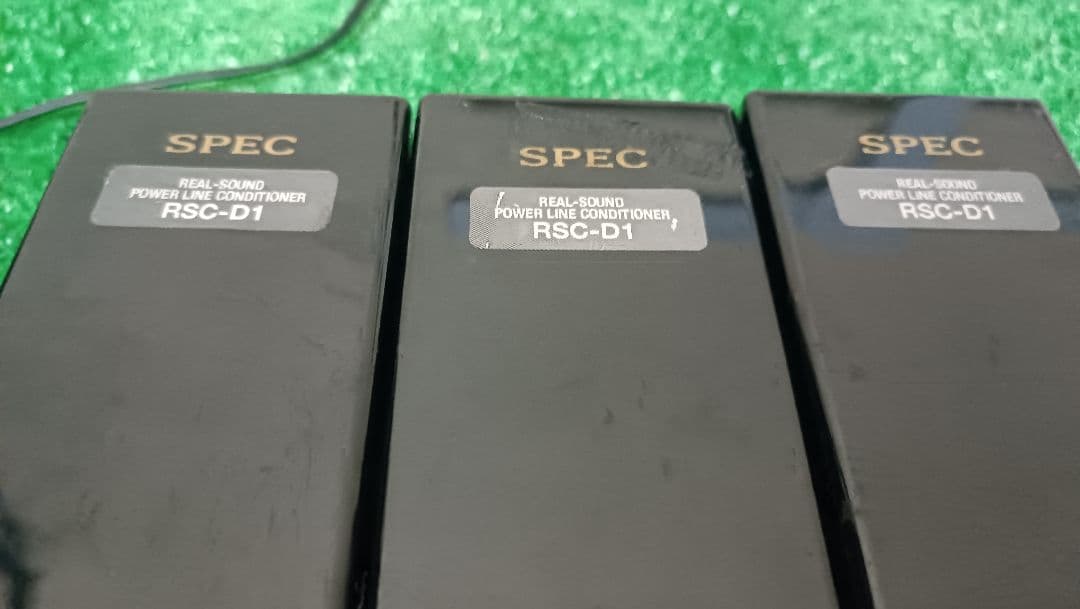 SPEC
REAL-SOUND
POWER LINE CONDITIONER
RSC-D1
SPEC
REAL-SOUND
POWER LINE CONDITIONER
RSC-D1
SPEC
REAL-SOUND
POWER LINE CONDITIONER
RSC-D1